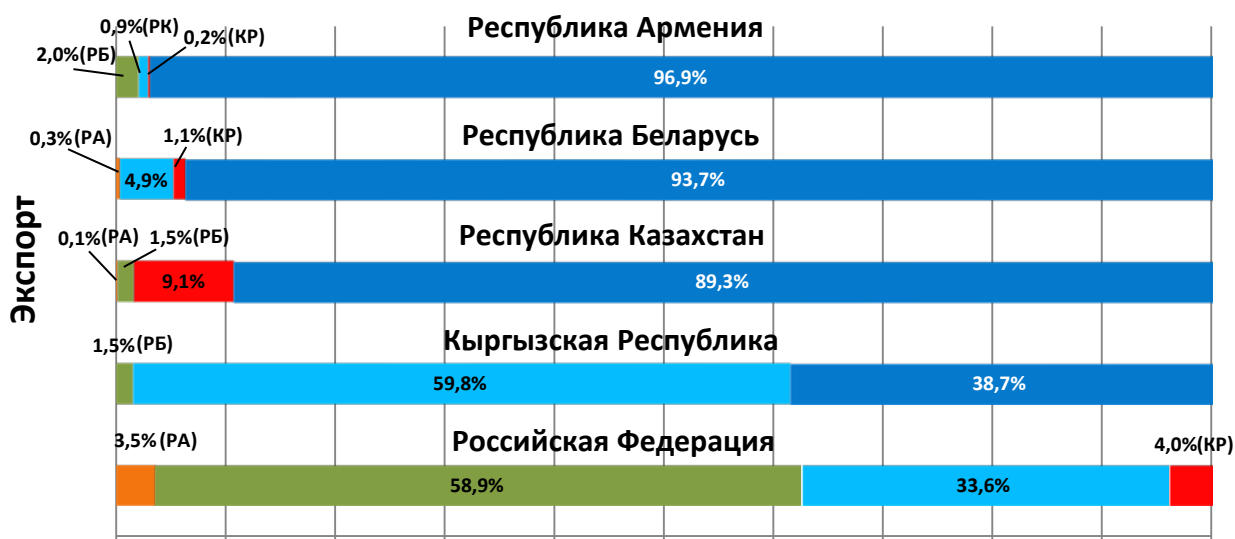 Экспорт
Республика Армения
0,9%(РК)
2,0%(РБ)
0,2%(КР)
96,9%
Республика Беларусь
0,3%(РА)
1,1%(КР)
4,9%
93,7%
Республика Казахстан
0,1%(РА)
1,5%(РБ)
9,1%
89,3%
Кыргызская Республика
1,5%(РБ)
59,8%
38,7%
Российская Федерация
3,5%(РА)
4,0%(КР)
58,9%
33,6%